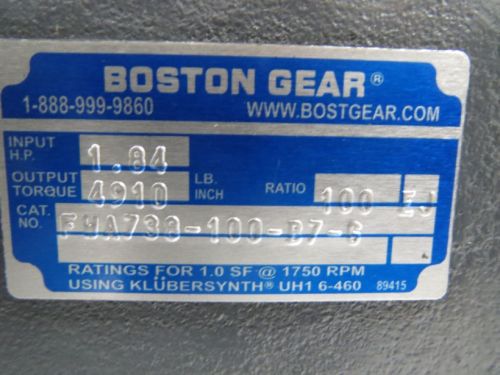 BOSTON GEAR®
1-888-999-9860 WWW.BOSTGEAR.COM
INPUT H.P. 1.84
OUTPUT TORQUE 4910 LB. INCH RATIO 100 EJ
CAT. NO.
RATINGS FOR 1.0 SF @ 1750 RPM
USING KLÜBERSYNTH® UH1 6-460 89415